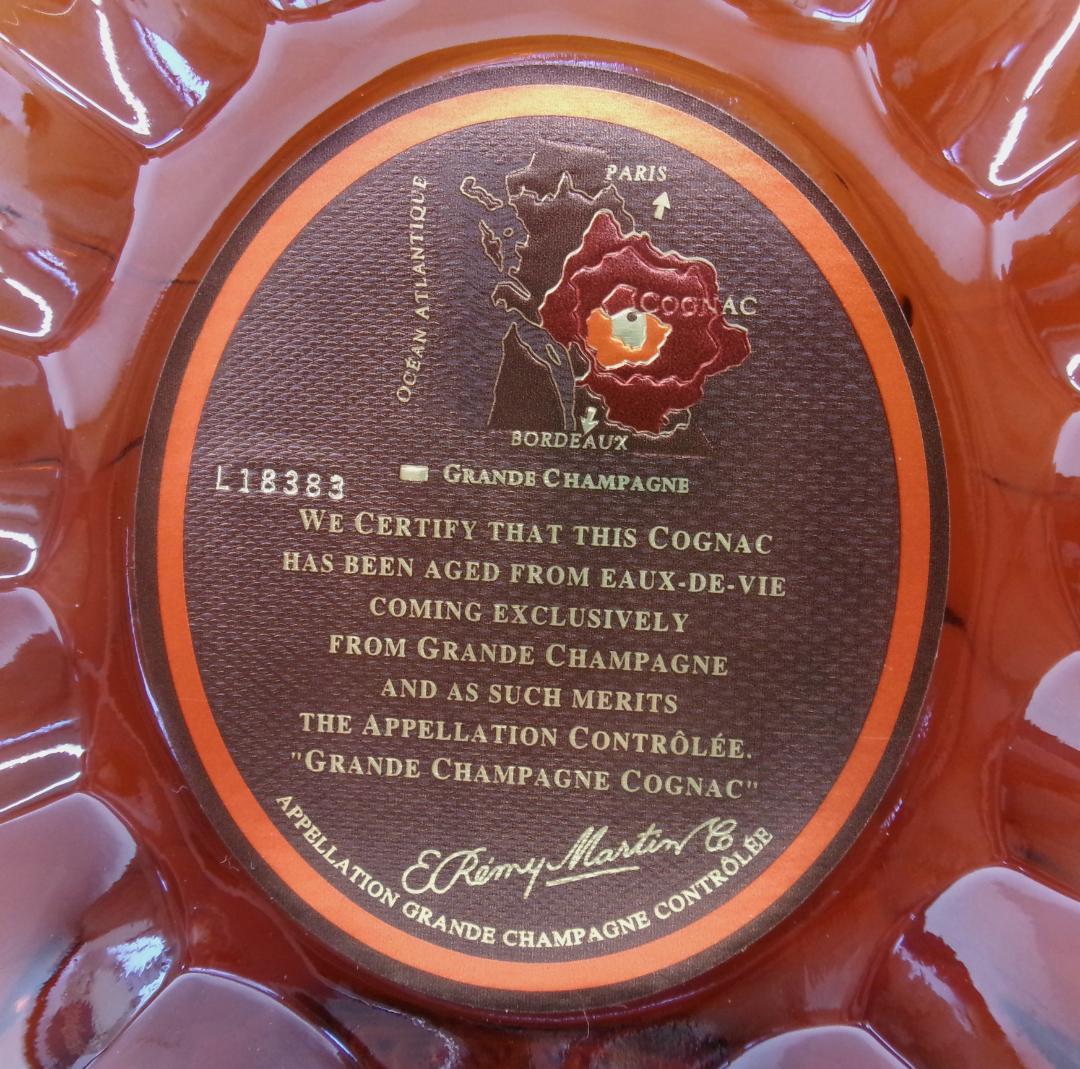 PARIS
OCEAN ATLANTIQUE
COGNAC
BORDEAUX
GRANDE CHAMPAGNE
L18383
WE CERTIFY THAT THIS COGNAC
HAS BEEN AGED FROM EAUX-DE-VIE
COMING EXCLUSIVELY
FROM GRANDE CHAMPAGNE
AND AS SUCH MERITS
THE APPELLATION CONTRÔLÉE.
"GRANDE CHAMPAGNE COGNAC"
E. Rémy Martin & Co
APPELLATION GRANDE CHAMPAGNE CONTRÔLÉE